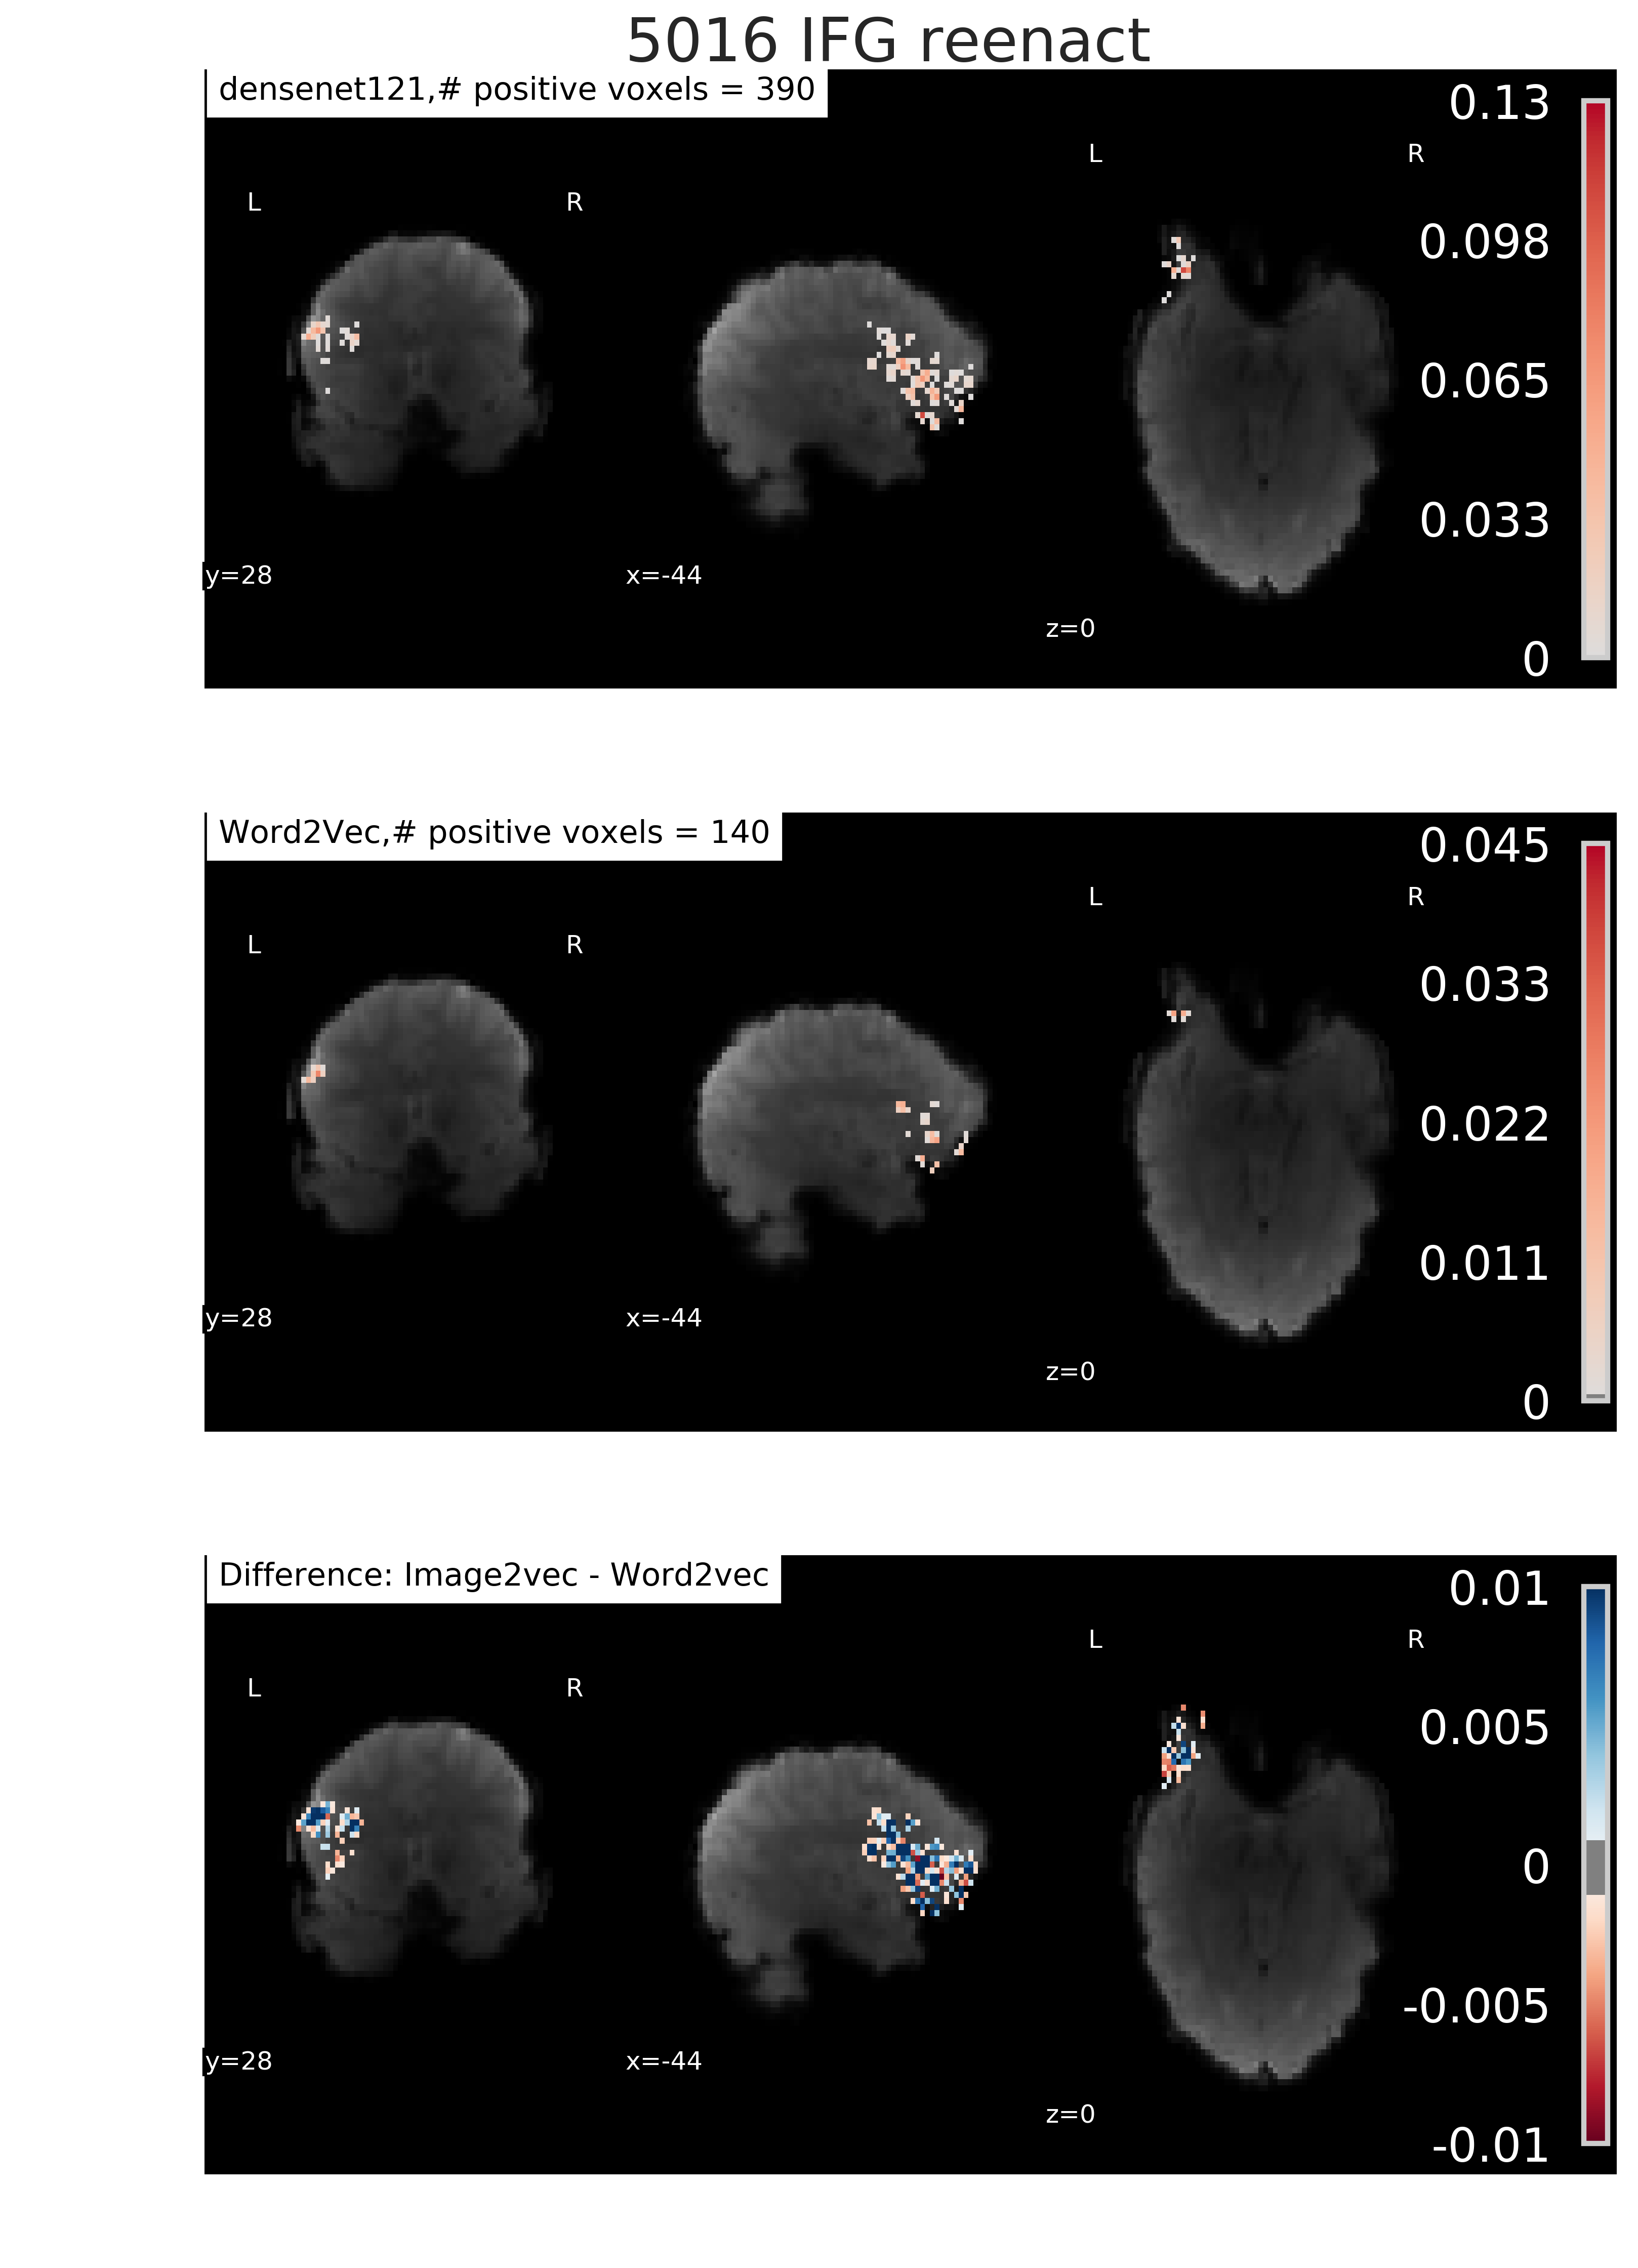 5016 IFG reenact
densenet121,# positive voxels = 390
0.13
L R
L R
0.098
0.065
0.033
y=28 x=-44
z=0
0
Word2Vec,# positive voxels = 140
0.045
L R
L R
0.033
0.022
0.011
y=28 x=-44
z=0
0
Difference: Image2vec - Word2vec
0.01
L R
L R
0.005
0
-0.005
y=28 x=-44
z=0
-0.01